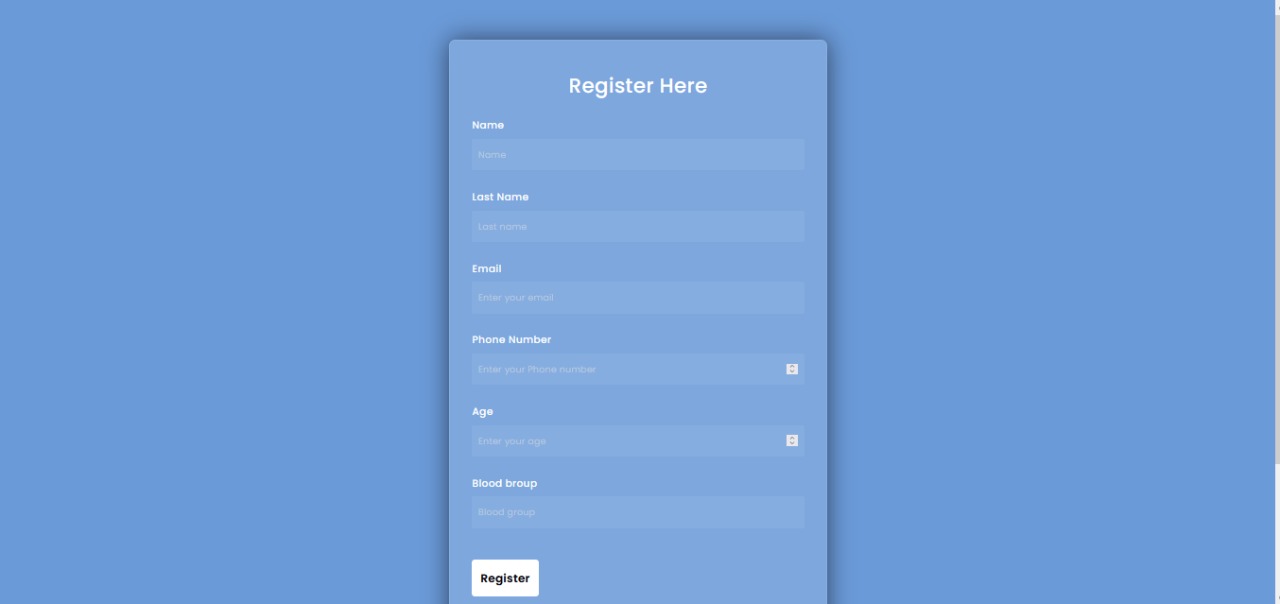 Register Here
Name
Name
Last Name
Last name
Email
Enter your email
Phone Number
Enter your Phone number
Age
Enter your age
Blood broup
Blood group
Register